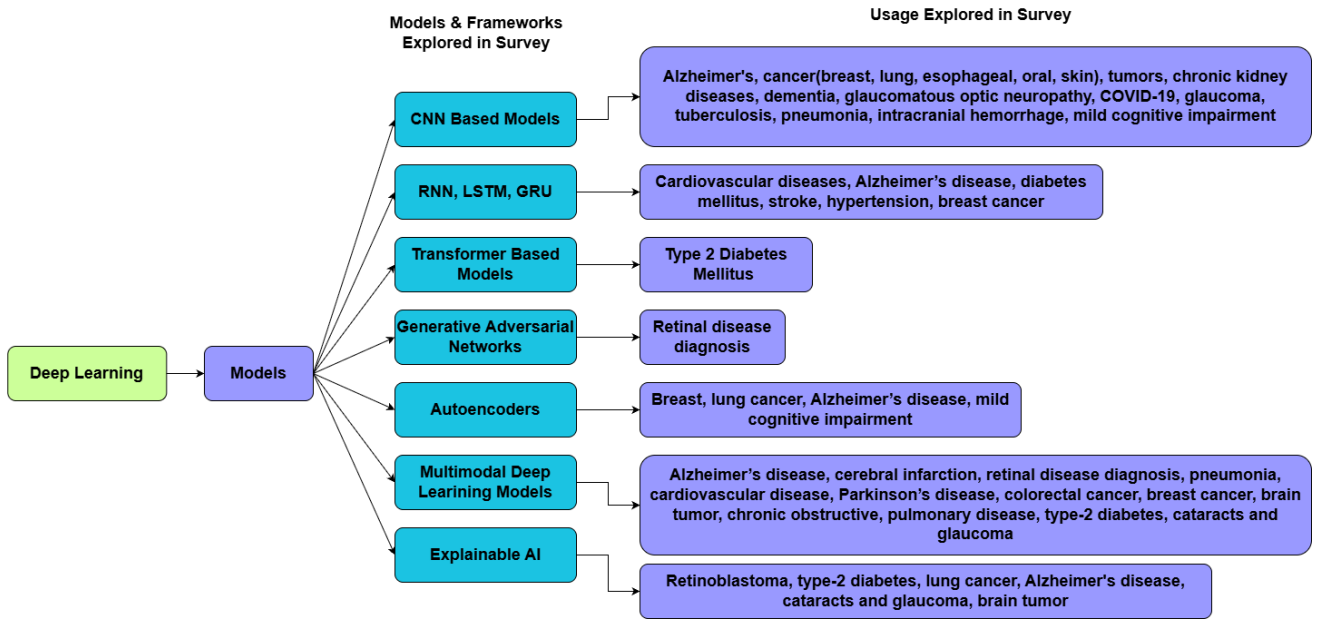 Models & Frameworks
Explored in Survey
Usage Explored in Survey
Deep Learning
Models
CNN Based Models
Alzheimer's, cancer(breast, lung, esophageal, oral, skin), tumors, chronic kidney
diseases, dementia, glaucomatous optic neuropathy, COVID-19, glaucoma,
tuberculosis, pneumonia, intracranial hemorrhage, mild cognitive impairment
RNN, LSTM, GRU
Cardiovascular diseases, Alzheimer’s disease, diabetes
mellitus, stroke, hypertension, breast cancer
Transformer Based
Models
Type 2 Diabetes
Mellitus
Generative Adversarial
Networks
Retinal disease
diagnosis
Autoencoders
Breast, lung cancer, Alzheimer’s disease, mild
cognitive impairment
Multimodal Deep
Learining Models
Alzheimer’s disease, cerebral infarction, retinal disease diagnosis, pneumonia,
cardiovascular disease, Parkinson’s disease, colorectal cancer, breast cancer, brain
tumor, chronic obstructive, pulmonary disease, type-2 diabetes, cataracts and
glaucoma
Explainable AI
Retinoblastoma, type-2 diabetes, lung cancer, Alzheimer's disease,
cataracts and glaucoma, brain tumor